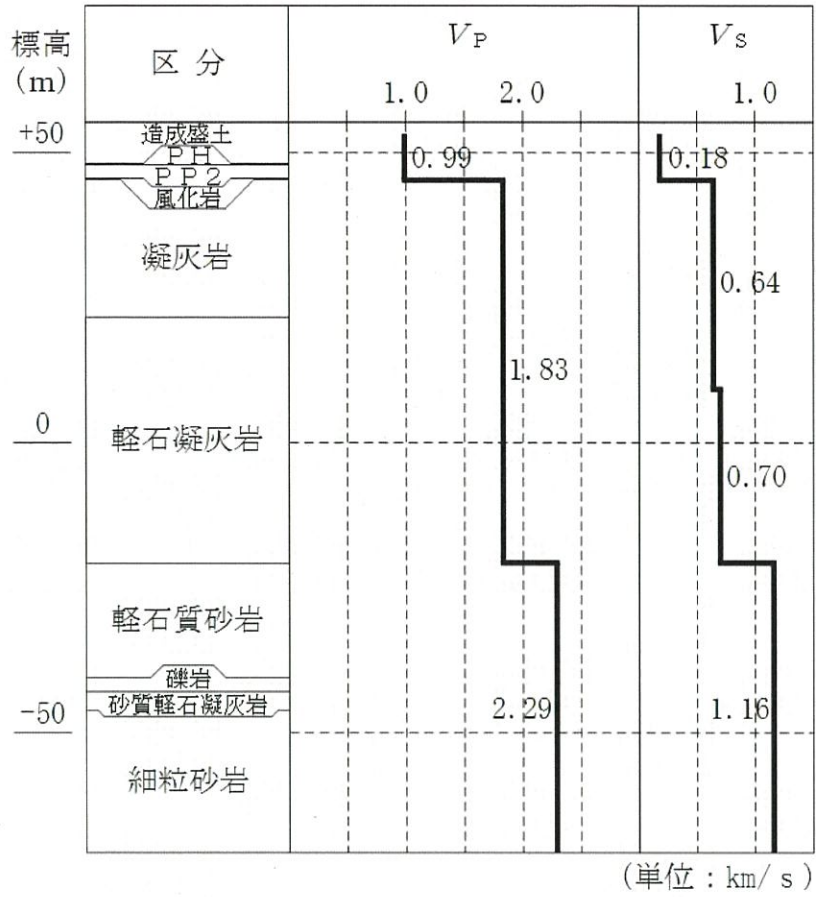 標高
(m)
区 分
VP
VS
1.0 2.0
1.0
+50
造成盛土
PH
PP2
風化岩
凝灰岩
軽石凝灰岩
軽石質砂岩
礫岩
砂質軽石凝灰岩
細粒砂岩
0
-50
0.99
1.83
2.29
0.18
0.64
0.70
1.16
(単位：km/s)